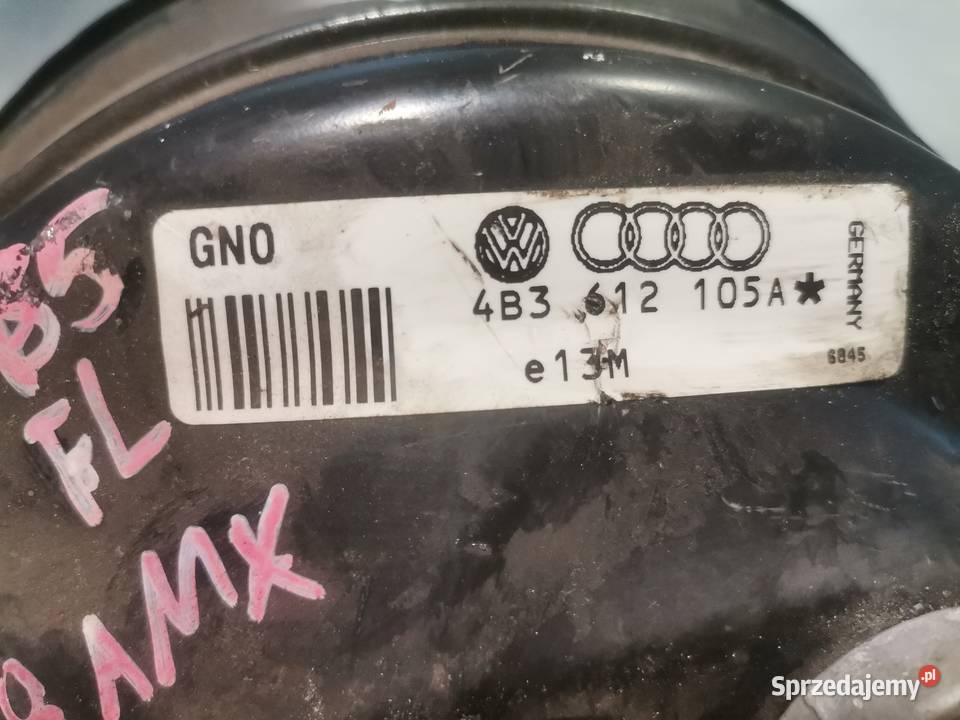 GNO
4B3 612 105A*
e13M
GERMANY
6845
B5
FL
AMX
Sprzedajemy.pl